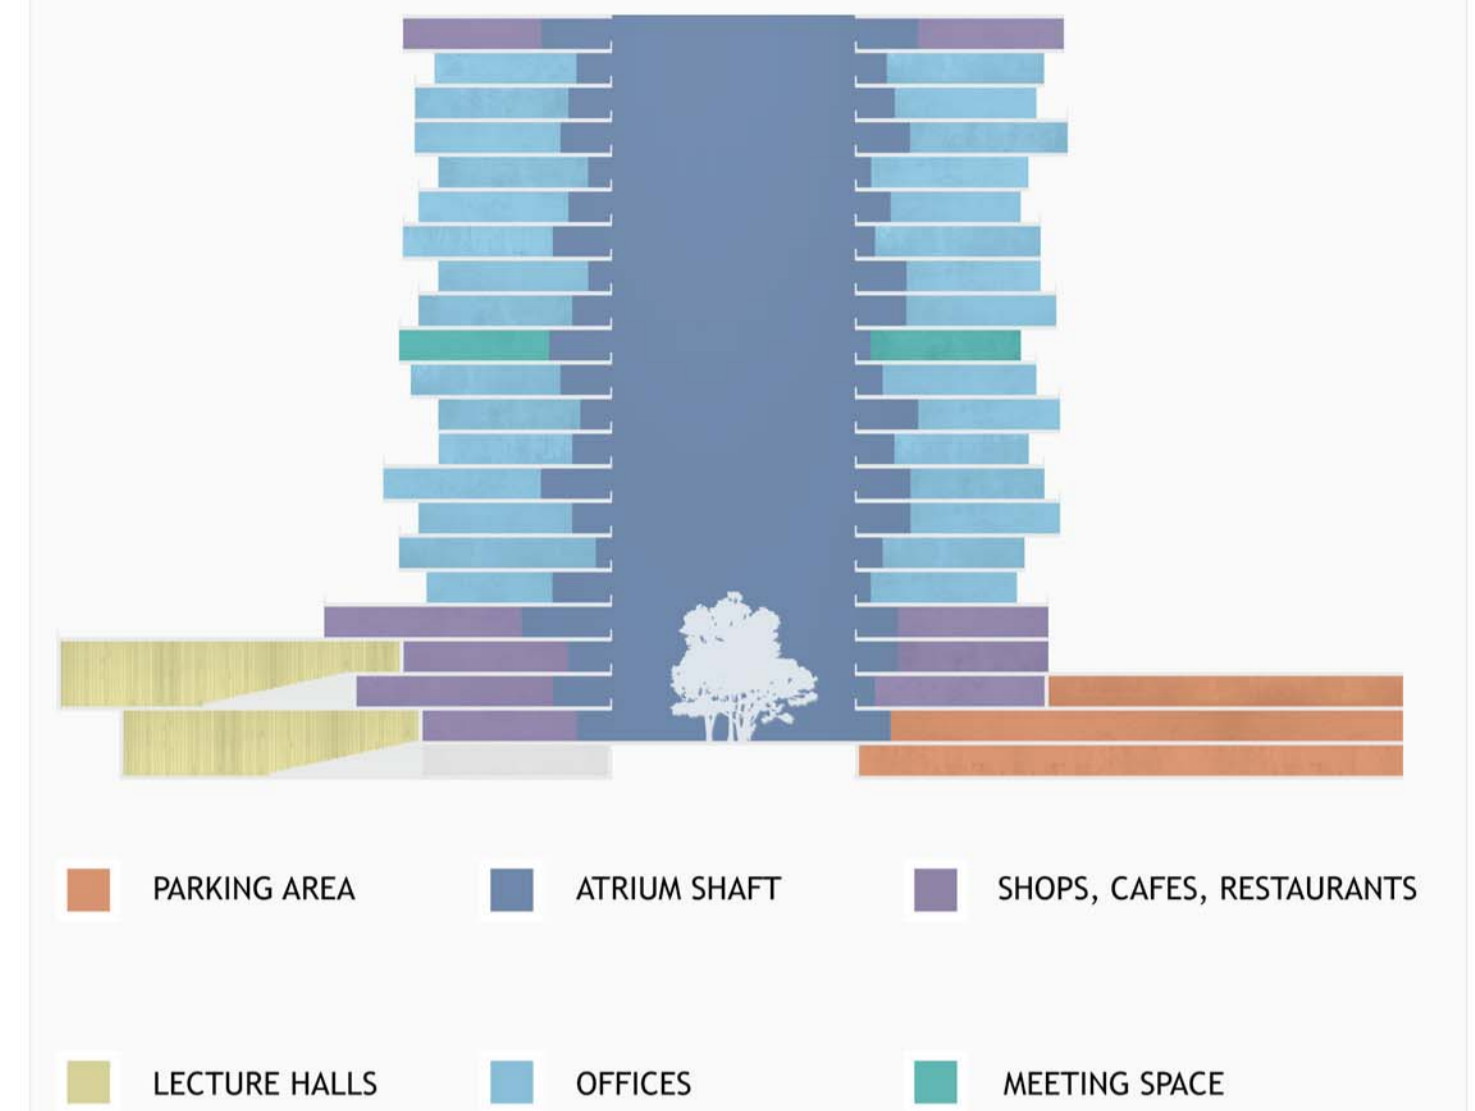 PARKING AREA
ATRIUM SHAFT
SHOPS, CAFES, RESTAURANTS
LECTURE HALLS
OFFICES
MEETING SPACE